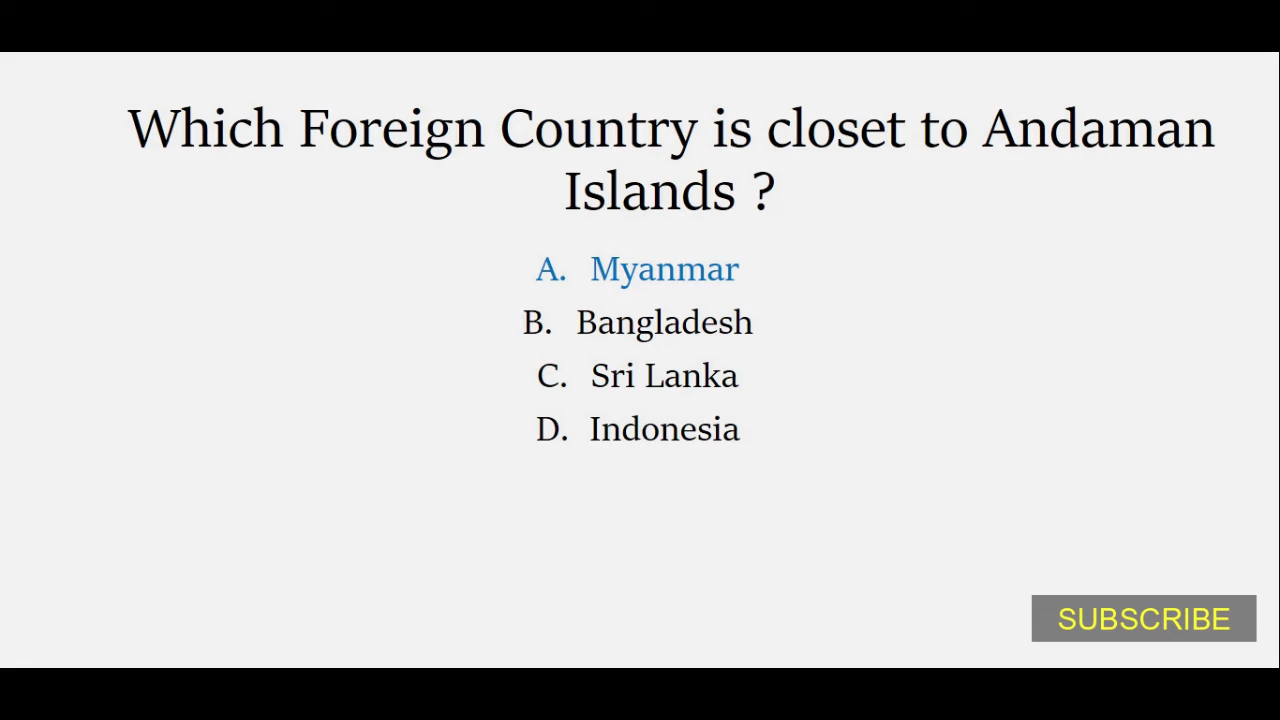 Which Foreign Country is closet to Andaman
Islands ?
A. Myanmar
B. Bangladesh
C. Sri Lanka
D. Indonesia
SUBSCRIBE